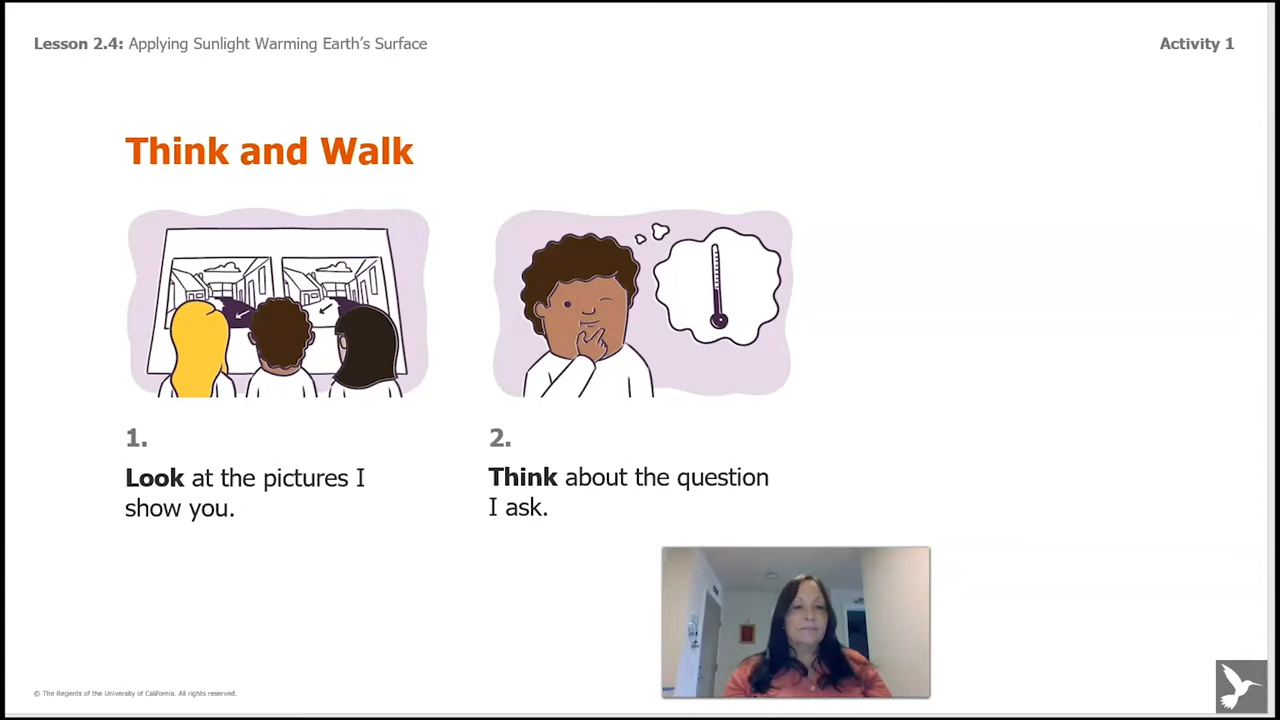 Lesson 2.4: Applying Sunlight Warming Earth's Surface
Activity 1
Think and Walk
1.
Look at the pictures I
show you.
2.
Think about the question
I ask.
© The Regents of the University of California. All rights reserved.